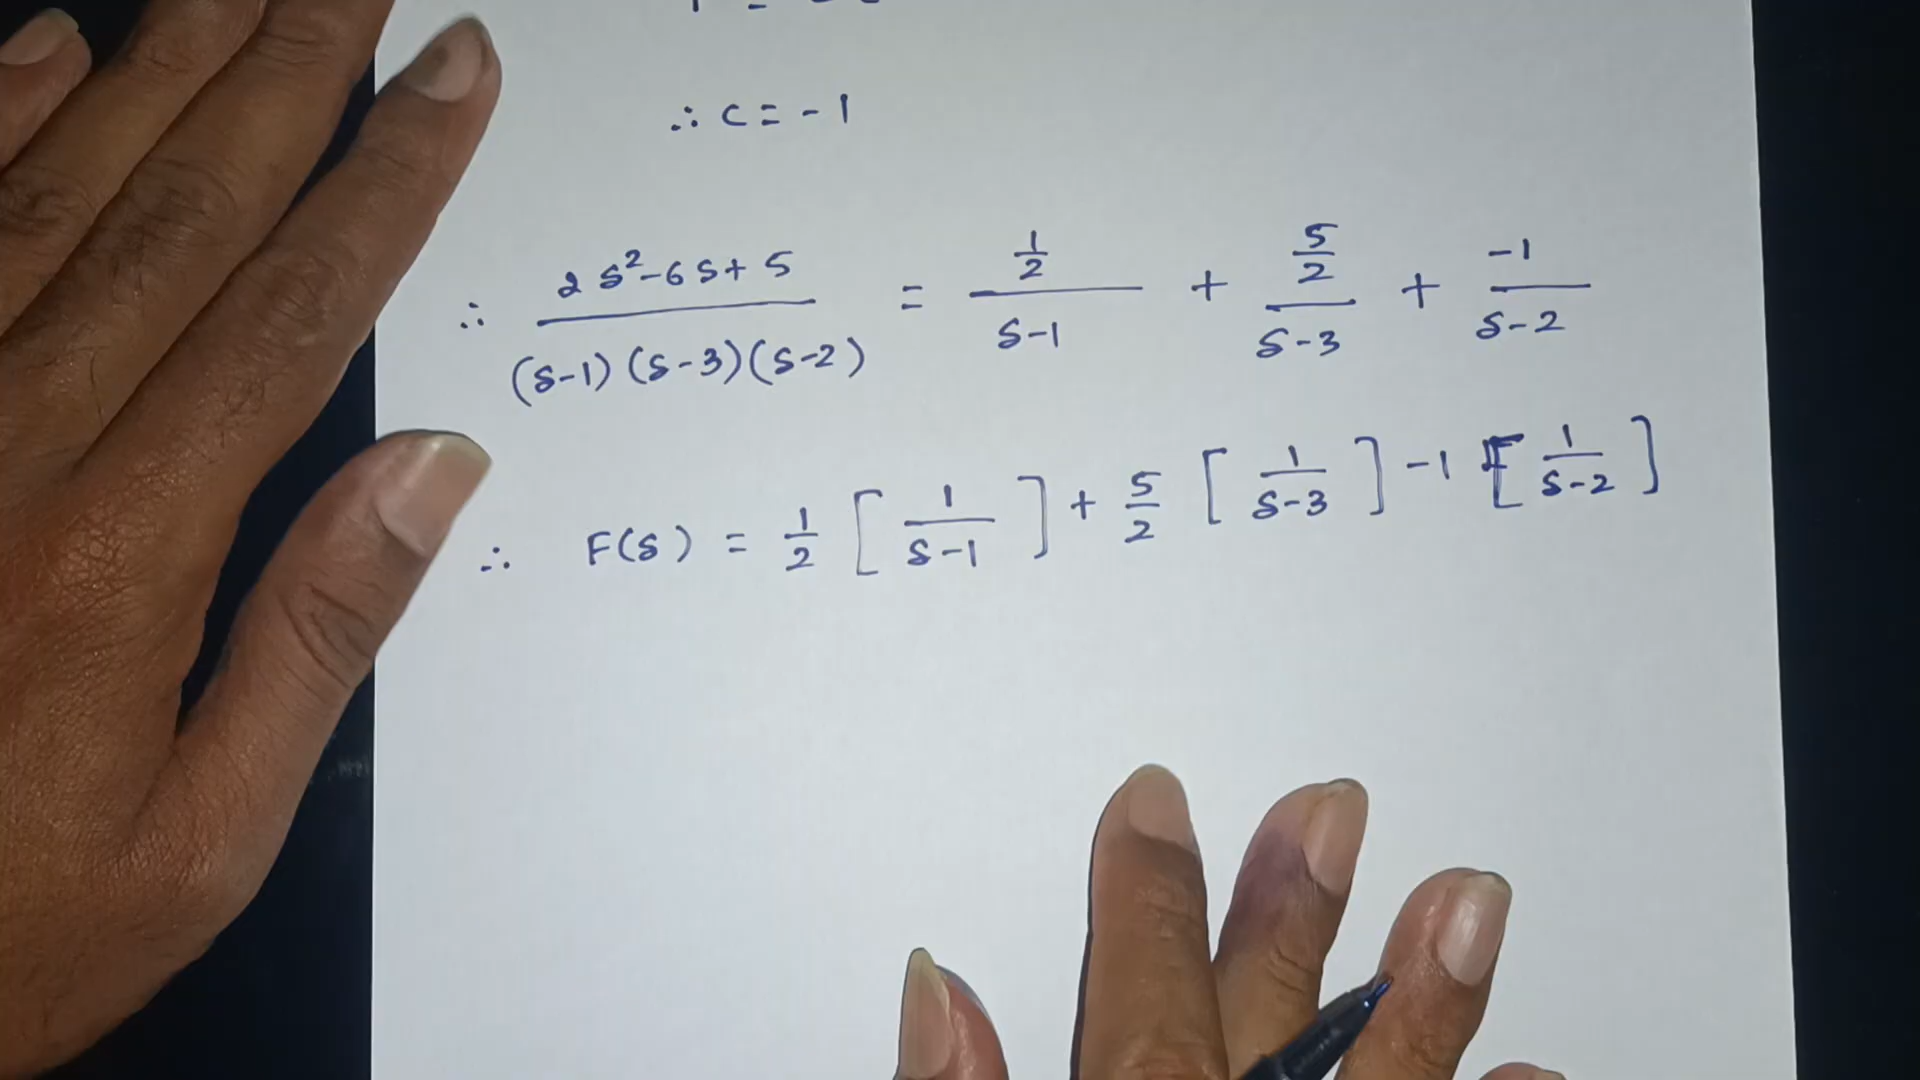 ∴ c = -1
∴ 2s²-6s+5 / (s-1)(s-3)(s-2) = 1/2 / s-1 + 5/2 / s-3 + -1 / s-2
∴ F(s) = 1/2 [1/s-1] + 5/2 [1/s-3] -1 [1/s-2]